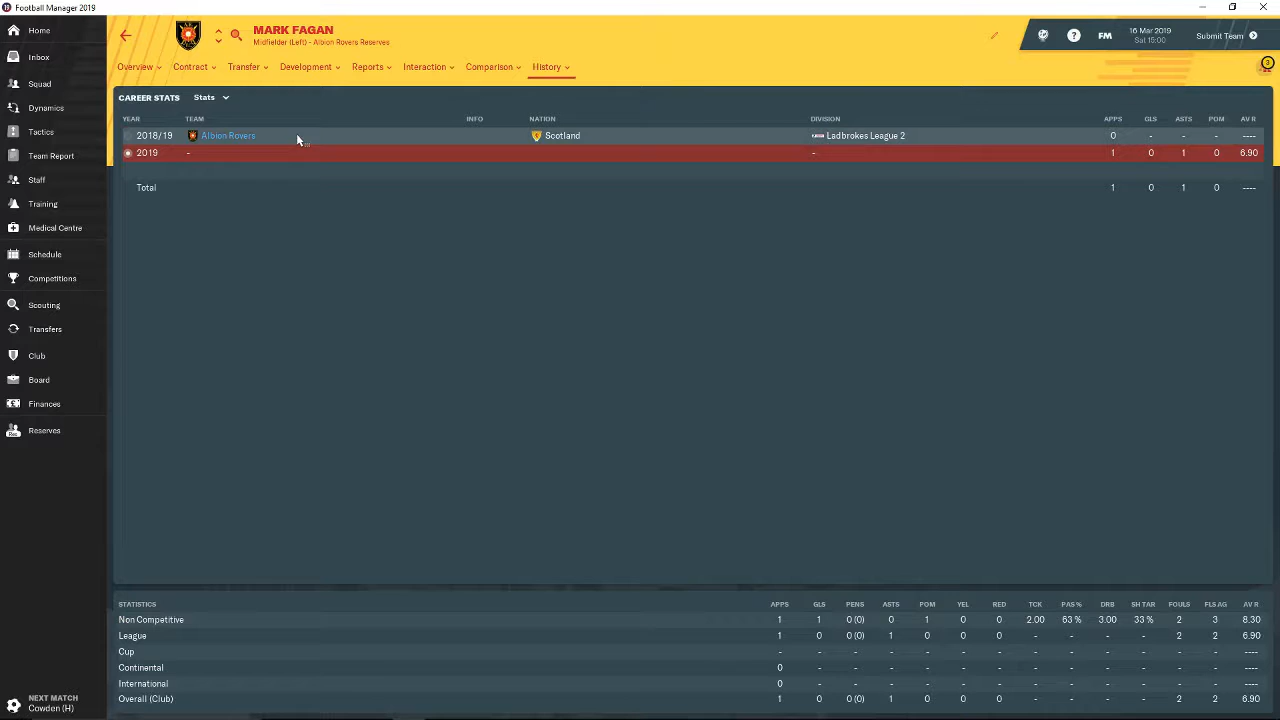 Football Manager 2019
Home
Inbox
Squad
Dynamics
Tactics
Team Report
Staff
Training
Medical Centre
Schedule
Competitions
Scouting
Transfers
Club
Board
Finances
Reserves
NEXT MATCH
Cowden (H)
MARK FAGAN
Midfielder (Left) - Albion Rovers Reserves
FM
16 Mar 2019
Sat 15:00
Submit Team
Overview Contract Transfer Development Reports Interaction Comparison History
3
CAREER STATS Stats
YEAR TEAM INFO NATION DIVISION APPS GLS ASTS POM AV R
2018/19 Albion Rovers Scotland Ladbrokes League 2 0 - - - ----
2019 - - 1 0 1 0 6.90
Total 1 0 1 0 ----
STATISTICS APPS GLS PENS ASTS POM YEL RED TCK PAS % DRB SH TAR FOULS FLS AG AV R
Non Competitive 1 1 0 (0) 0 1 0 0 2.00 63 % 3.00 33 % 2 3 8.30
League 1 0 0 (0) 1 0 0 0 - - - - 2 2 6.90
Cup - - - - - - - - - - - - - ----
Continental 0 - - - - - - - - - - - - ----
International 0 - - - - - - - - - - - - ----
Overall (Club) 1 0 0 (0) 1 0 0 0 - - - - 2 2 6.90